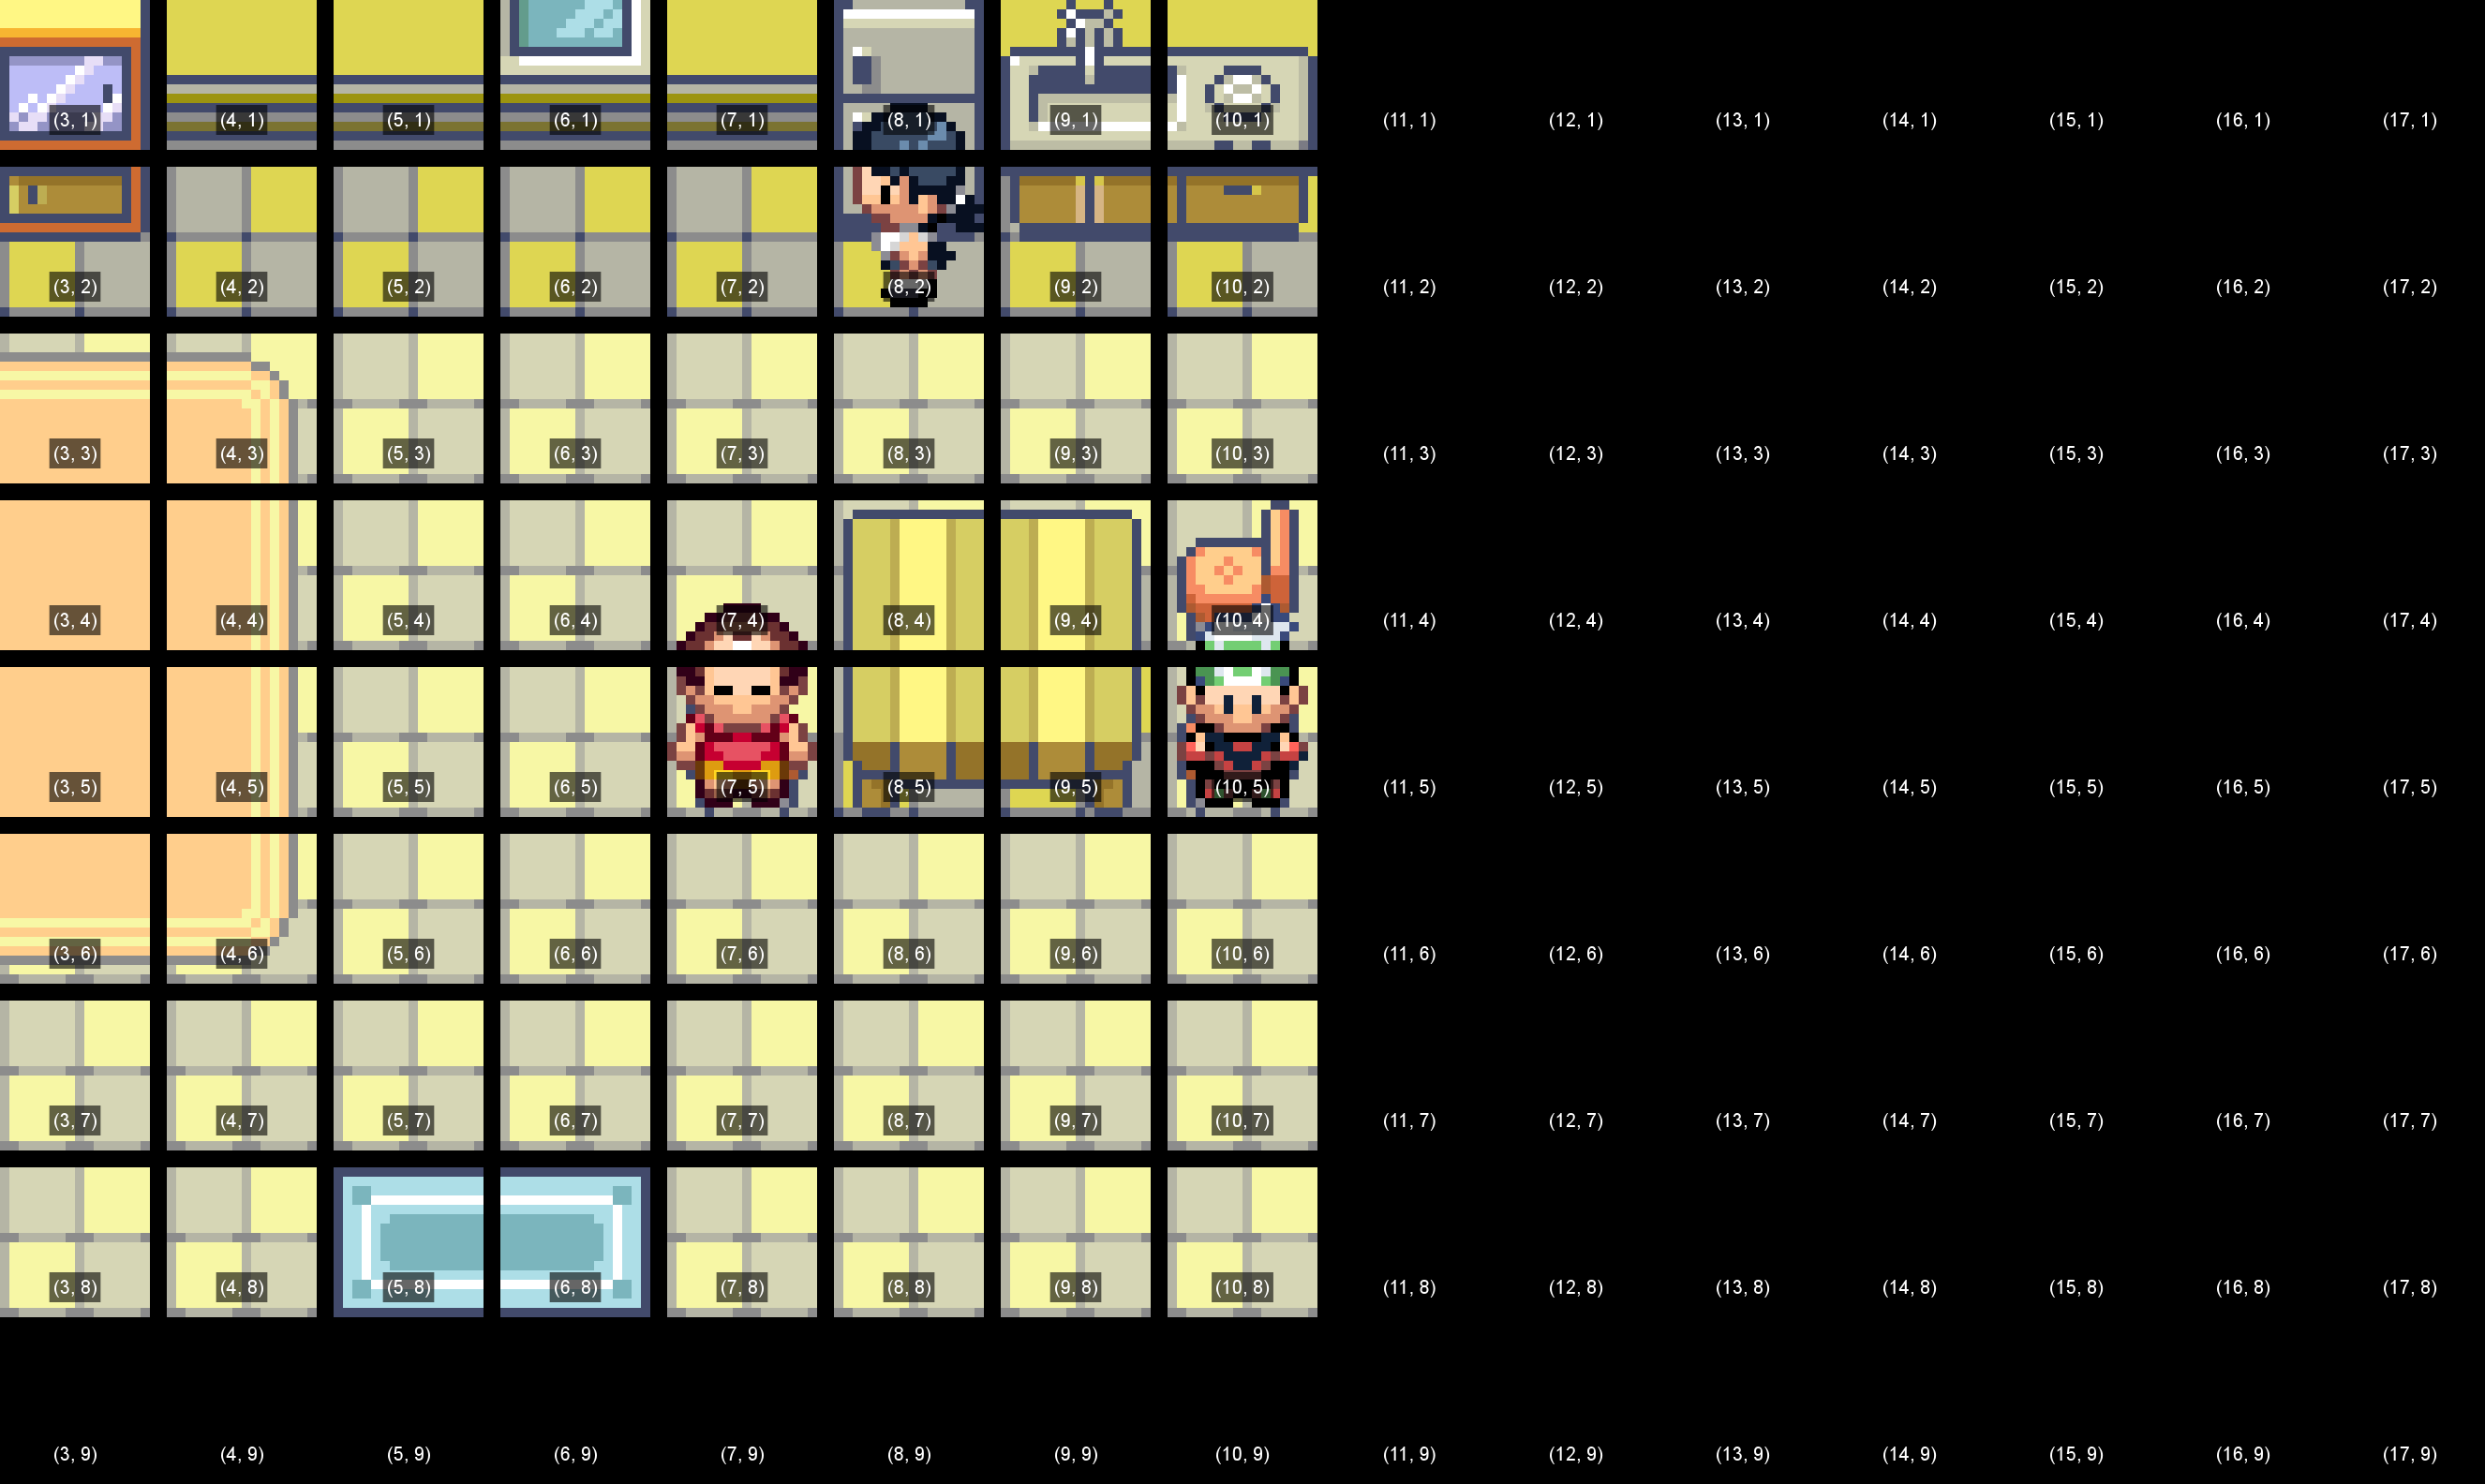 (3, 1) (4, 1) (5, 1) (6, 1) (7, 1) (8, 1) (9, 1) (10, 1) (11, 1) (12, 1) (13, 1) (14, 1) (15, 1) (16, 1) (17, 1)
(3, 2) (4, 2) (5, 2) (6, 2) (7, 2) (8, 2) (9, 2) (10, 2) (11, 2) (12, 2) (13, 2) (14, 2) (15, 2) (16, 2) (17, 2)
(3, 3) (4, 3) (5, 3) (6, 3) (7, 3) (8, 3) (9, 3) (10, 3) (11, 3) (12, 3) (13, 3) (14, 3) (15, 3) (16, 3) (17, 3)
(3, 4) (4, 4) (5, 4) (6, 4) (7, 4) (8, 4) (9, 4) (10, 4) (11, 4) (12, 4) (13, 4) (14, 4) (15, 4) (16, 4) (17, 4)
(3, 5) (4, 5) (5, 5) (6, 5) (7, 5) (8, 5) (9, 5) (10, 5) (11, 5) (12, 5) (13, 5) (14, 5) (15, 5) (16, 5) (17, 5)
(3, 6) (4, 6) (5, 6) (6, 6) (7, 6) (8, 6) (9, 6) (10, 6) (11, 6) (12, 6) (13, 6) (14, 6) (15, 6) (16, 6) (17, 6)
(3, 7) (4, 7) (5, 7) (6, 7) (7, 7) (8, 7) (9, 7) (10, 7) (11, 7) (12, 7) (13, 7) (14, 7) (15, 7) (16, 7) (17, 7)
(3, 8) (4, 8) (5, 8) (6, 8) (7, 8) (8, 8) (9, 8) (10, 8) (11, 8) (12, 8) (13, 8) (14, 8) (15, 8) (16, 8) (17, 8)
(3, 9) (4, 9) (5, 9) (6, 9) (7, 9) (8, 9) (9, 9) (10, 9) (11, 9) (12, 9) (13, 9) (14, 9) (15, 9) (16, 9) (17, 9)